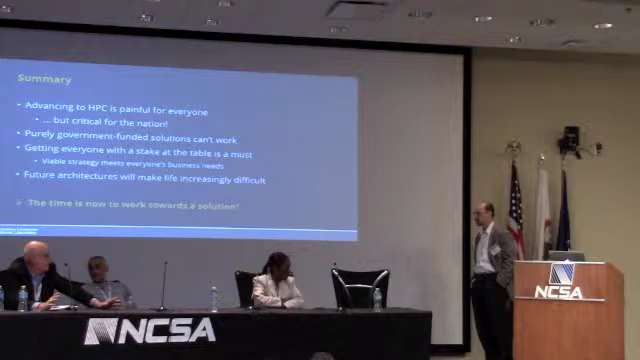 Summary
• Advancing to HPC is painful for everyone
• ... but critical for the nation!
• Purely government-funded solutions can't work
• Getting everyone with a stake at the table is a must
• Viable strategy meets everyone's business needs
• Future architectures will make life increasingly difficult
The time is now to work towards a solution!
NCSA
NCSA